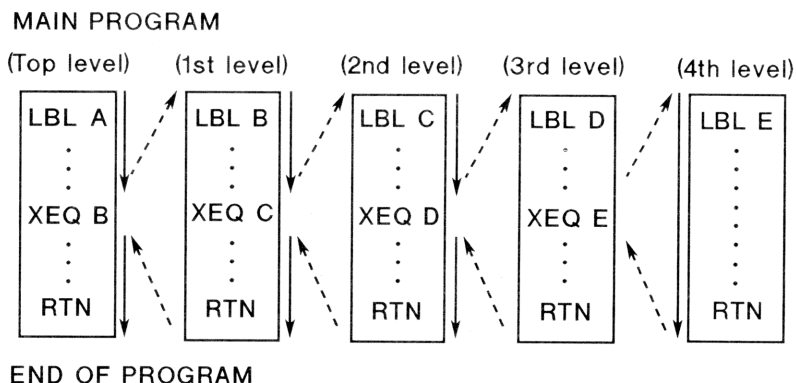 MAIN PROGRAM
(Top level) (1st level) (2nd level) (3rd level) (4th level)
LBL A LBL B LBL C LBL D LBL E
XEQ B XEQ C XEQ D XEQ E
RTN RTN RTN RTN RTN
END OF PROGRAM